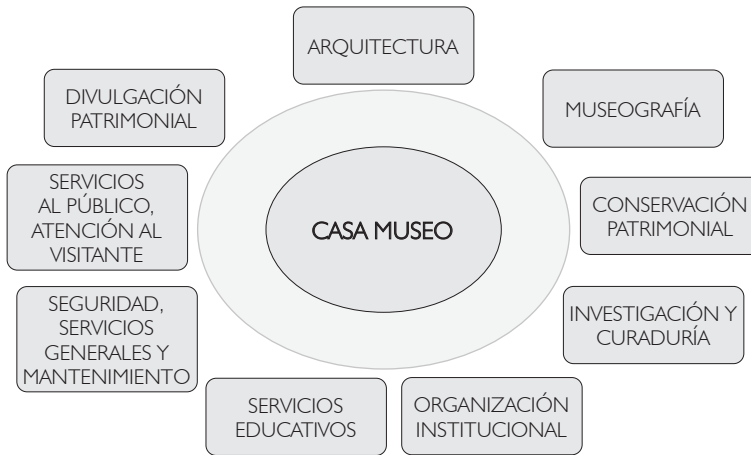 ARQUITECTURA
MUSEOGRAFÍA
CONSERVACIÓN
PATRIMONIAL
INVESTIGACIÓN Y
CURADURÍA
ORGANIZACIÓN
INSTITUCIONAL
SERVICIOS
EDUCATIVOS
SEGURIDAD,
SERVICIOS
GENERALES Y
MANTENIMIENTO
SERVICIOS
AL PÚBLICO,
ATENCIÓN AL
VISITANTE
DIVULGACIÓN
PATRIMONIAL
CASA MUSEO